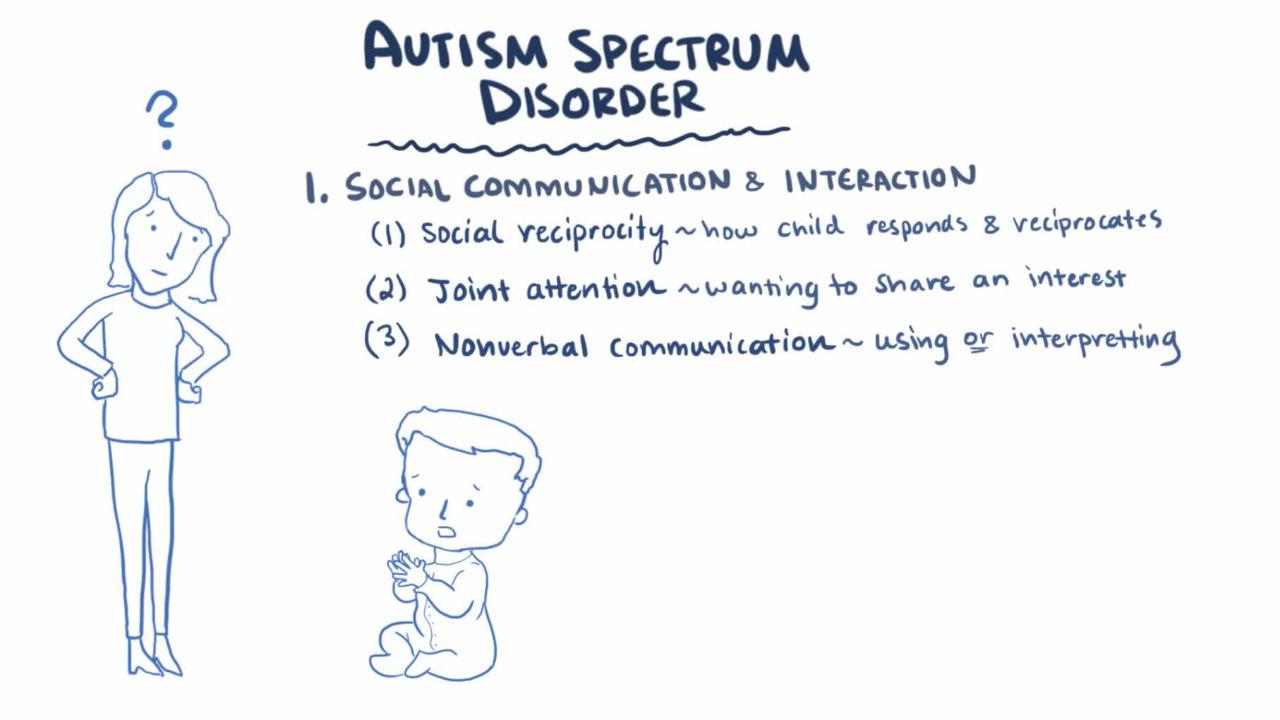 AUTISM SPECTRUM
DISORDER
?
1. SOCIAL COMMUNICATION & INTERACTION
(1) Social reciprocity ~ how child responds & reciprocates
(2) Joint attention ~ wanting to share an interest
(3) Nonverbal communication ~ using or interpretting